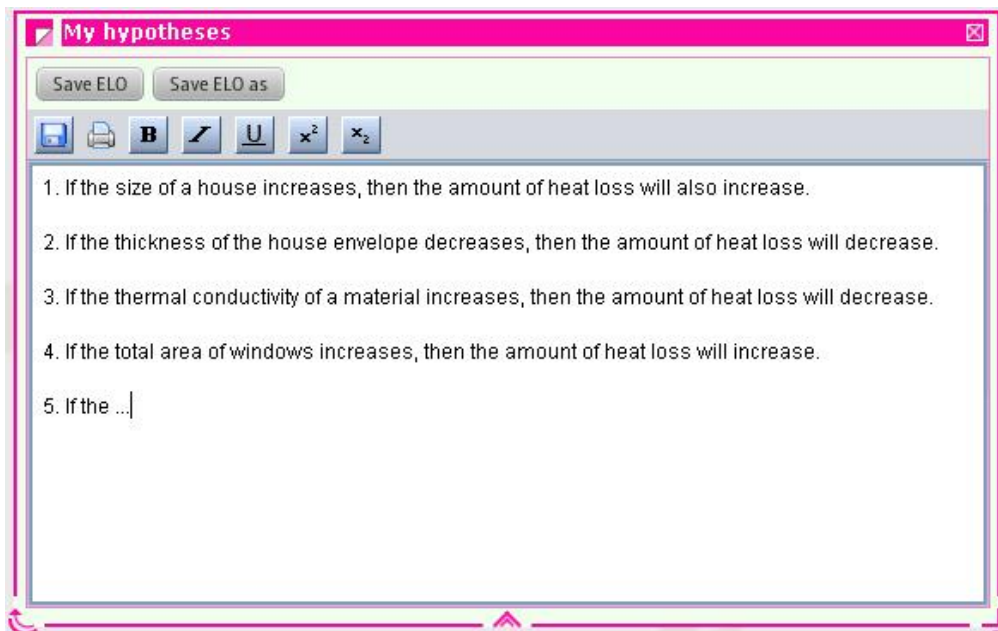 My hypotheses
Save ELO Save ELO as
B I U x² x₂
1. If the size of a house increases, then the amount of heat loss will also increase.
2. If the thickness of the house envelope decreases, then the amount of heat loss will decrease.
3. If the thermal conductivity of a material increases, then the amount of heat loss will decrease.
4. If the total area of windows increases, then the amount of heat loss will increase.
5. If the ...